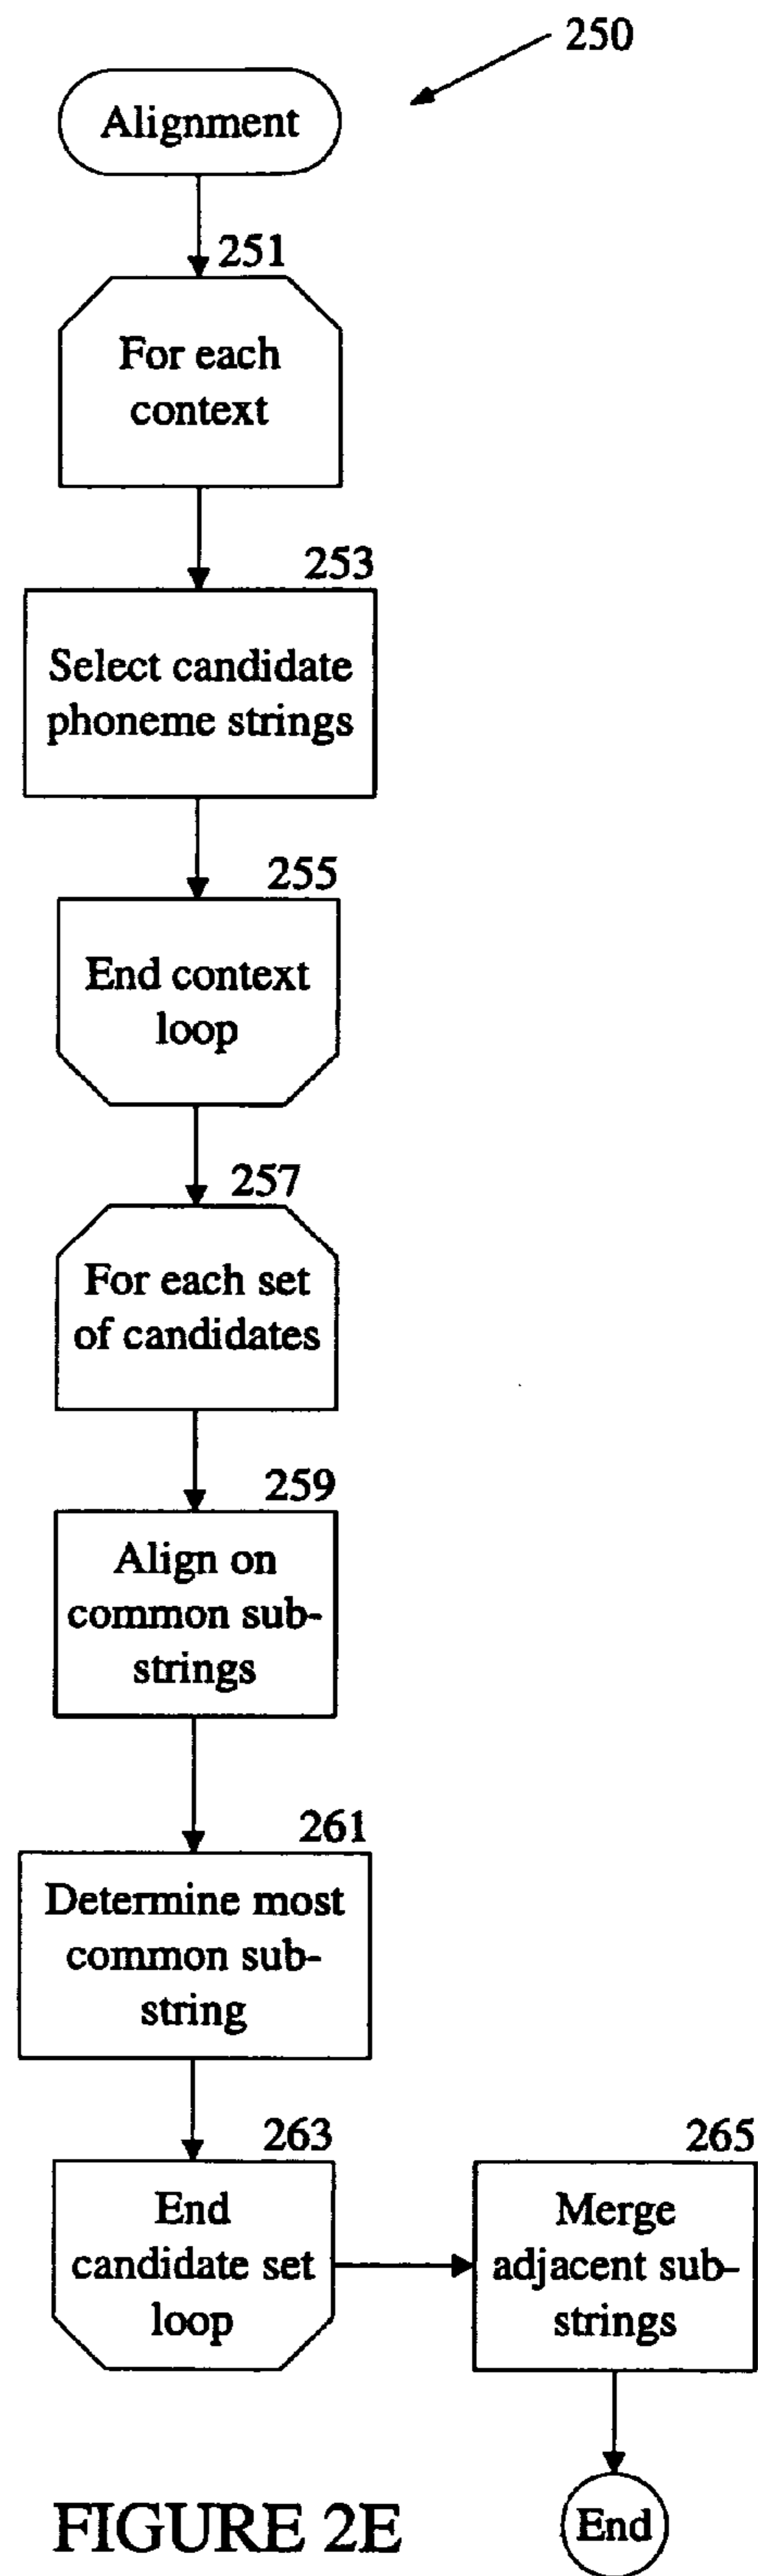 250
Alignment
251
For each
context
253
Select candidate
phoneme strings
255
End context
loop
257
For each set
of candidates
259
Align on
common sub-
strings
261
Determine most
common sub-
string
263
End
candidate set
loop
265
Merge
adjacent sub-
strings
End
FIGURE 2E